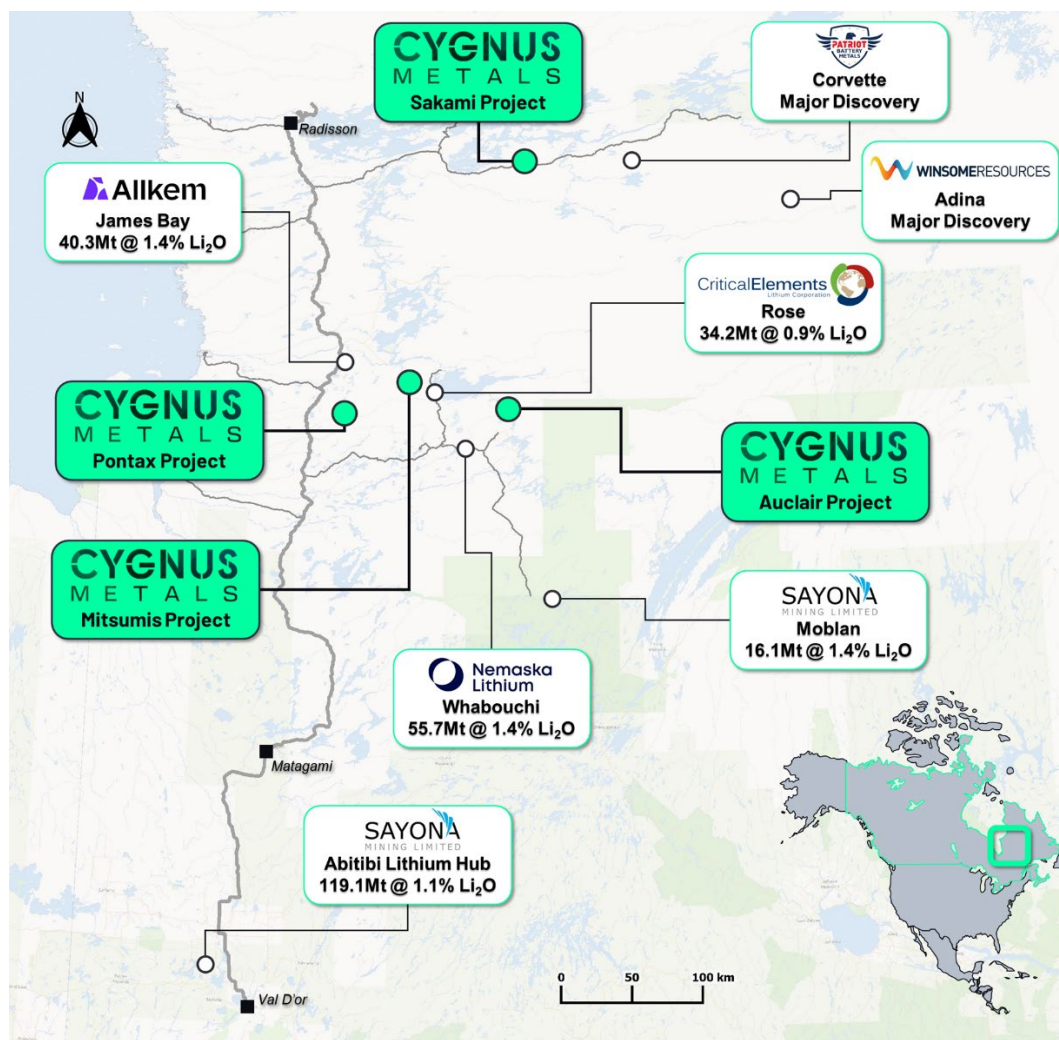 CYGNUS
METALS
Sakami Project
PATRIOT
BATTERY
METALS
Corvette
Major Discovery
N
Radisson
Allkem
James Bay
40.3Mt @ 1.4% Li₂O
WINSOMERESOURCES
Adina
Major Discovery
CriticalElements
Lithium Corporation
Rose
34.2Mt @ 0.9% Li₂O
CYGNUS
METALS
Pontax Project
CYGNUS
METALS
Auclair Project
CYGNUS
METALS
Mitsumis Project
SAYONA
MINING LIMITED
Moblan
16.1Mt @ 1.4% Li₂O
Nemaska
Lithium
Whabouchi
55.7Mt @ 1.4% Li₂O
Matagami
SAYONA
MINING LIMITED
Abitibi Lithium Hub
119.1Mt @ 1.1% Li₂O
0 50 100 km
Val D'or